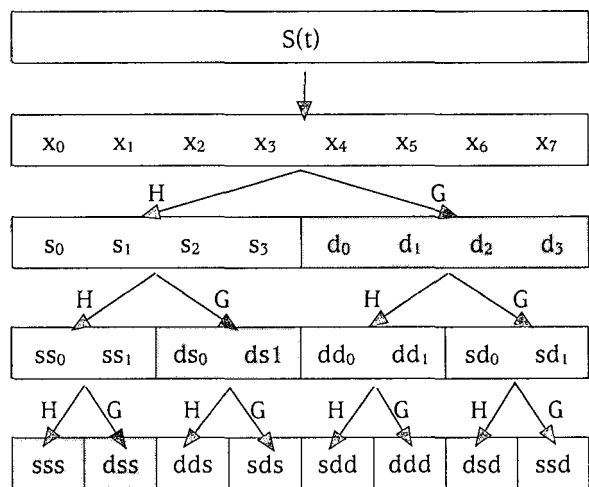 S(t)
x₀ x₁ x₂ x₃ x₄ x₅ x₆ x₇
H G
s₀ s₁ s₂ s₃ d₀ d₁ d₂ d₃
H G H G
ss₀ ss₁ ds₀ ds1 dd₀ dd₁ sd₀ sd₁
H G H G H G H G
sss dss dds sds sdd ddd dsd ssd